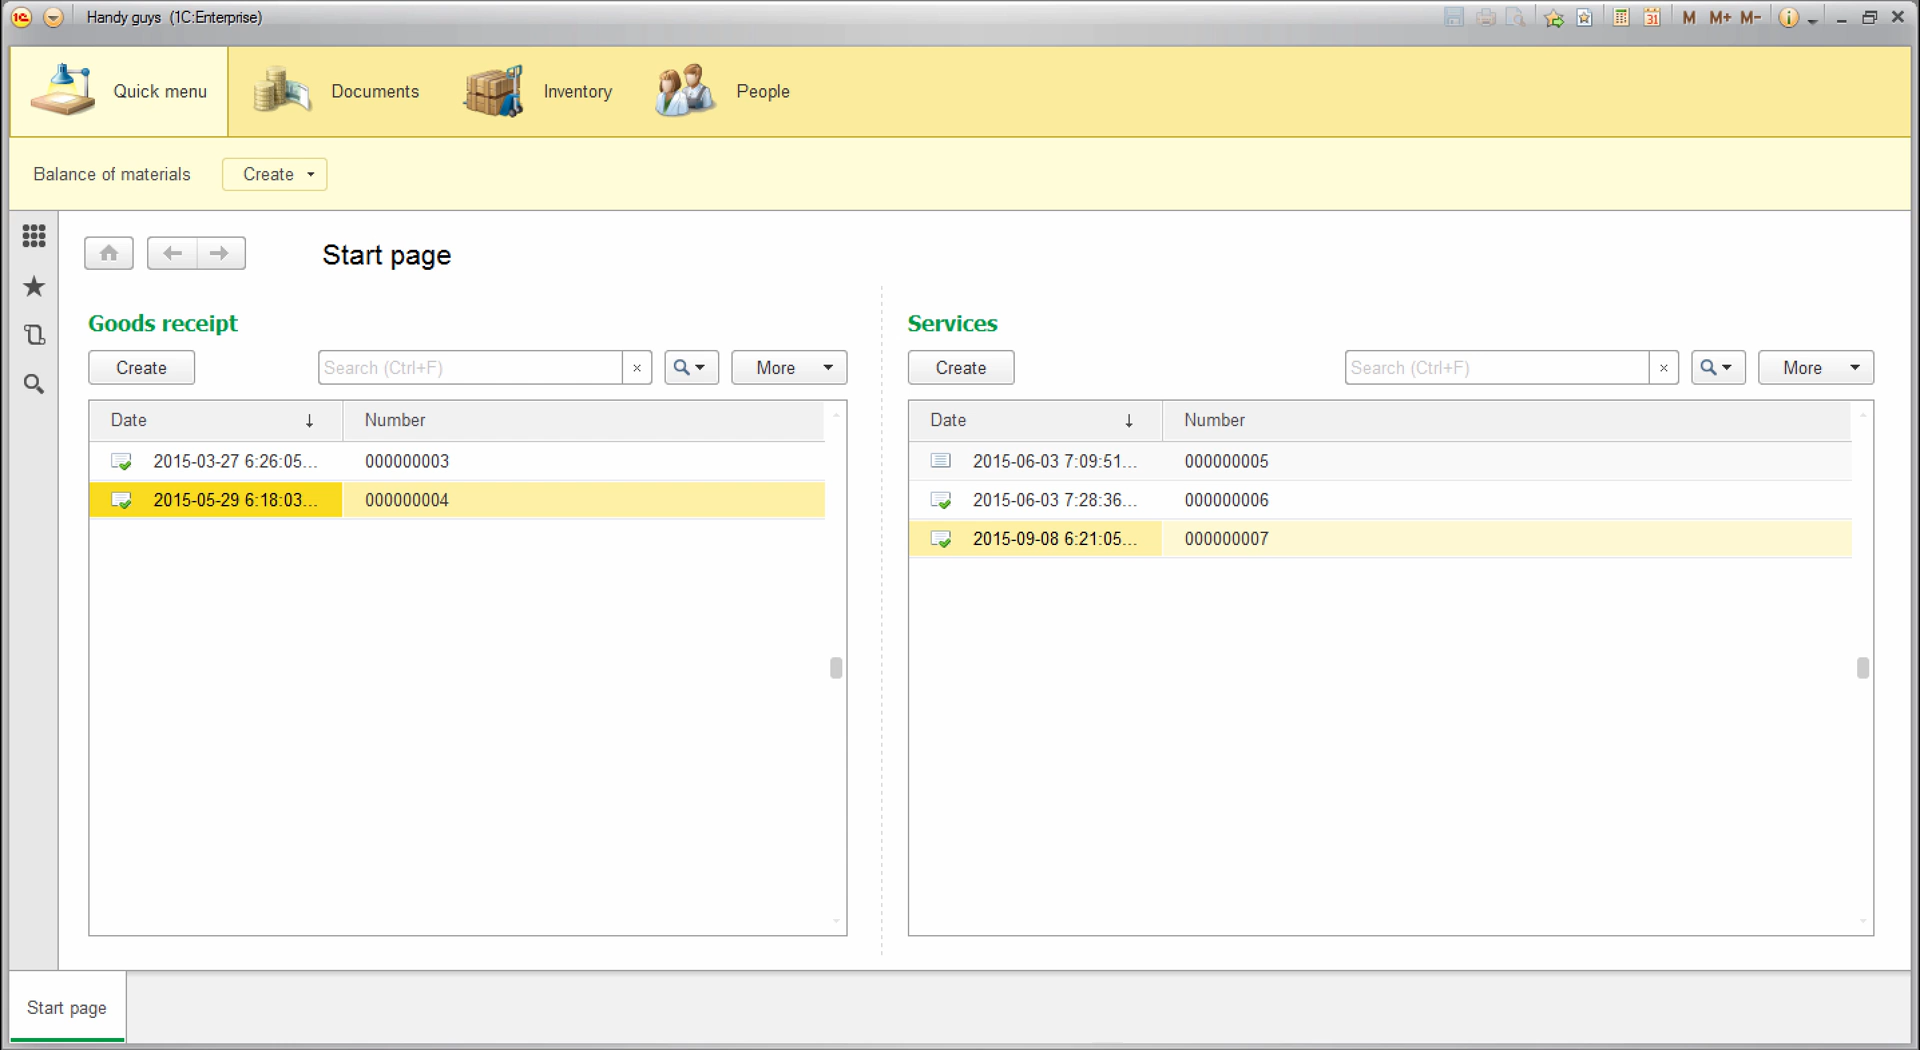 Handy guys (1C:Enterprise)
31 M M+ M-
Quick menu Documents Inventory People
Balance of materials Create
Start page
Goods receipt
Create Search (Ctrl+F) × More
Date ↓ Number
2015-03-27 6:26:05... 000000003
2015-05-29 6:18:03... 000000004
Services
Create Search (Ctrl+F) × More
Date ↓ Number
2015-06-03 7:09:51... 000000005
2015-06-03 7:28:36... 000000006
2015-09-08 6:21:05... 000000007
Start page